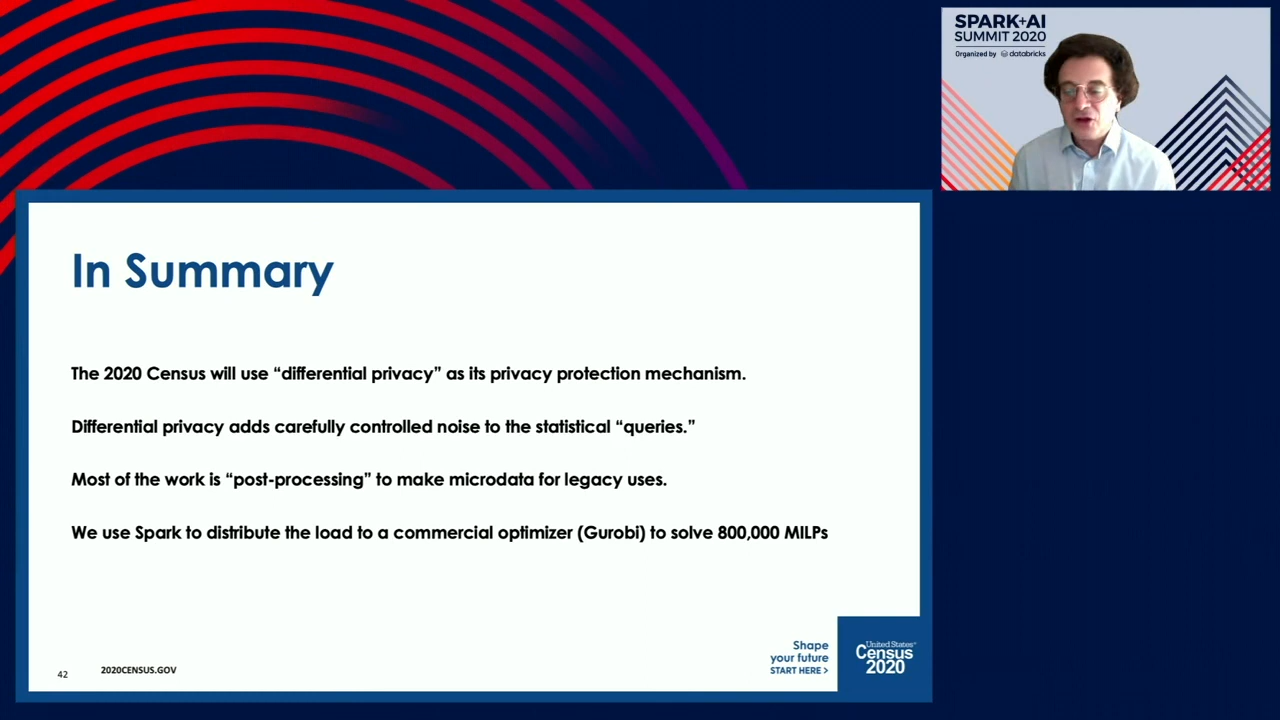 SPARK+AI
SUMMIT 2020
Organized by databricks
In Summary
The 2020 Census will use “differential privacy” as its privacy protection mechanism.
Differential privacy adds carefully controlled noise to the statistical “queries.”
Most of the work is “post-processing” to make microdata for legacy uses.
We use Spark to distribute the load to a commercial optimizer (Gurobi) to solve 800,000 MILPs
Shape
your future
START HERE >
United States®
Census
2020
42
2020CENSUS.GOV